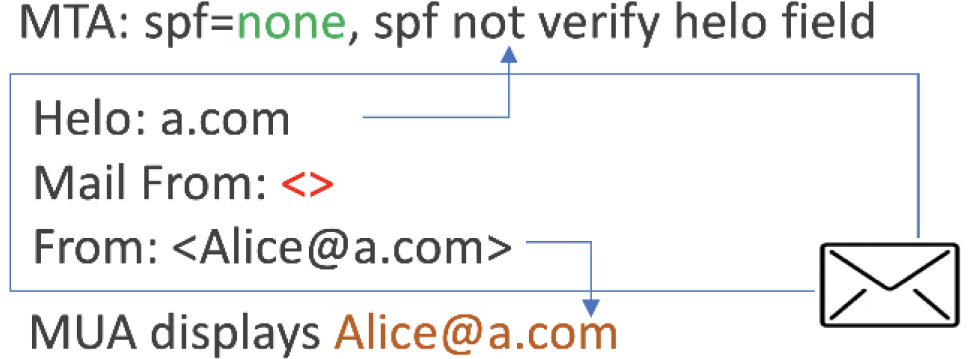 MTA: spf=none, spf not verify helo field
Helo: a.com
Mail From: <>
From: <Alice@a.com>
MUA displays Alice@a.com